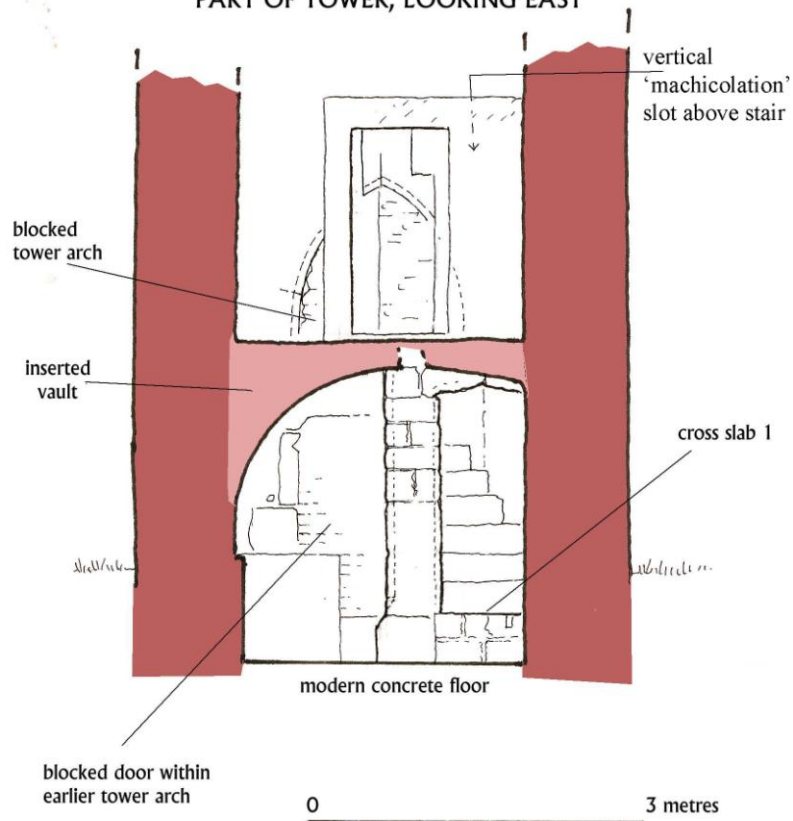 PART OF TOWER, LOOKING EAST
vertical
‘machicolation’
slot above stair
blocked
tower arch
inserted
vault
cross slab 1
modern concrete floor
blocked door within
earlier tower arch
0 3 metres